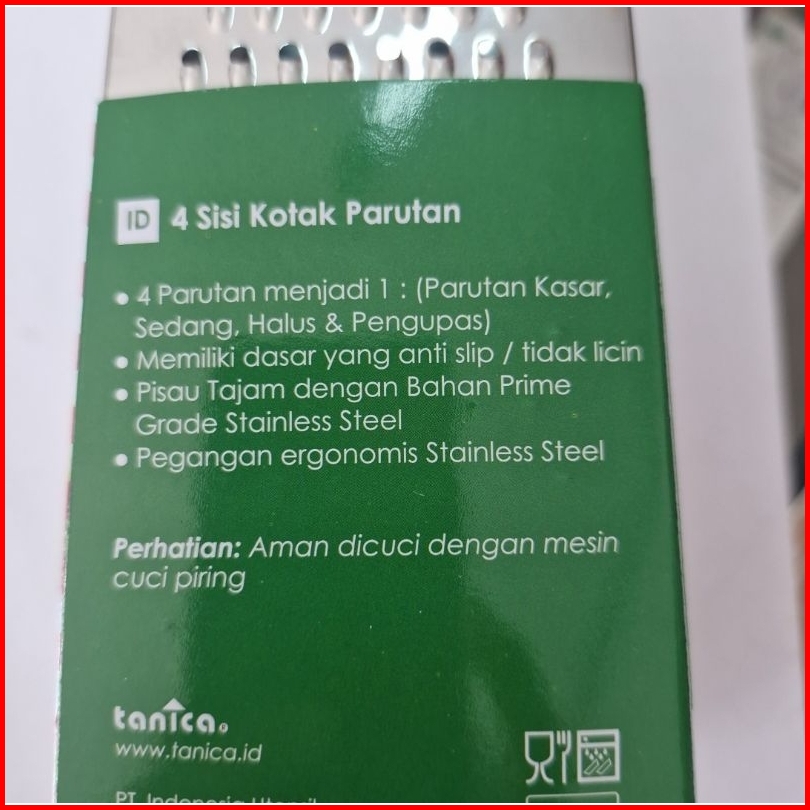 ID 4 Sisi Kotak Parutan
• 4 Parutan menjadi 1 : (Parutan Kasar,
Sedang, Halus & Pengupas)
• Memiliki dasar yang anti slip / tidak licin
• Pisau Tajam dengan Bahan Prime
Grade Stainless Steel
• Pegangan ergonomis Stainless Steel
Perhatian: Aman dicuci dengan mesin
cuci piring
tanica®
www.tanica.id
PT. Indonesia